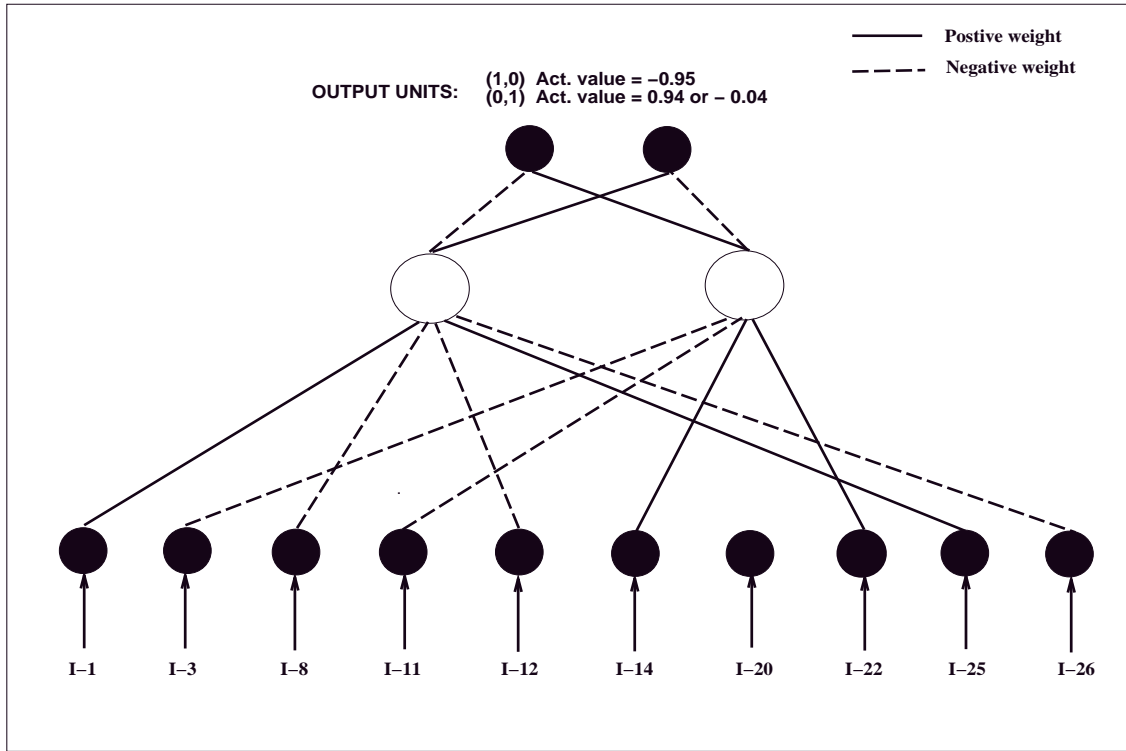 Postive weight
Negative weight
OUTPUT UNITS: (1,0) Act. value = −0.95
(0,1) Act. value = 0.94 or − 0.04
I−1 I−3 I−8 I−11 I−12 I−14 I−20 I−22 I−25 I−26